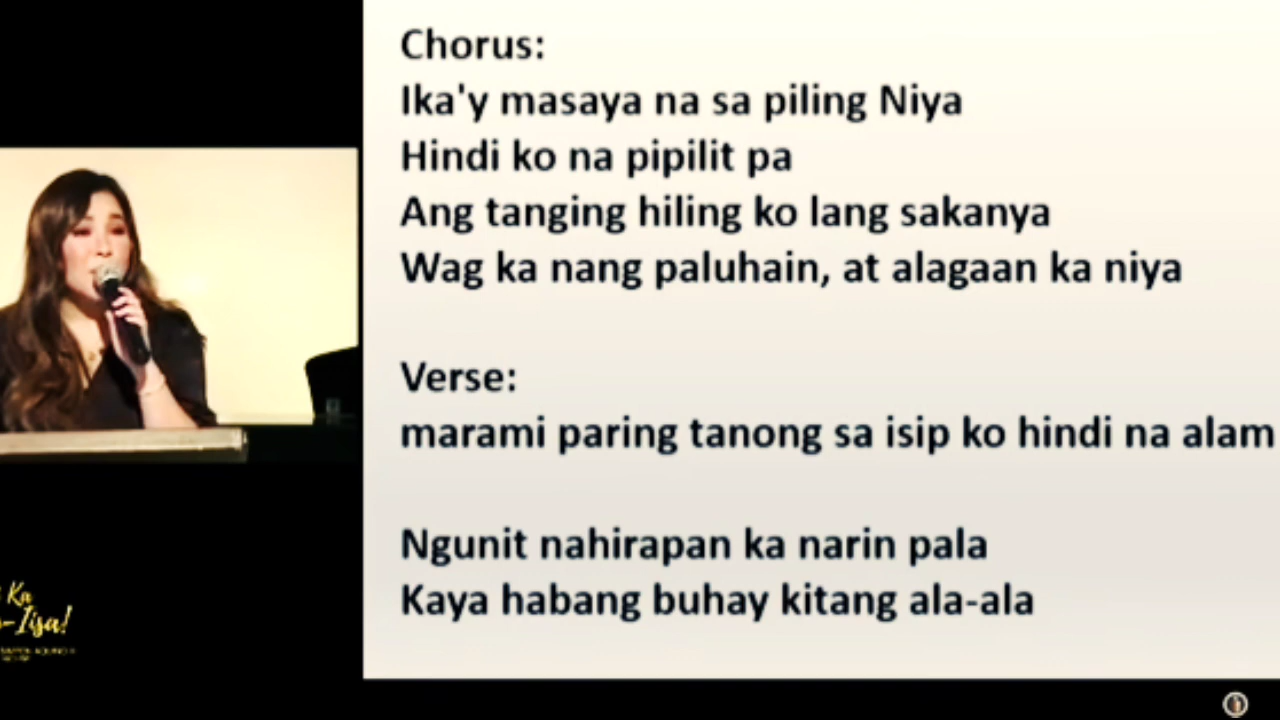 Chorus:
Ika'y masaya na sa piling Niya
Hindi ko na pipilit pa
Ang tanging hiling ko lang sakanya
Wag ka nang paluhain, at alagaan ka niya
Verse:
marami paring tanong sa isip ko hindi na alam
Ngunit nahirapan ka narin pala
Kaya habang buhay kitang ala-ala
Ka
-Iisa!